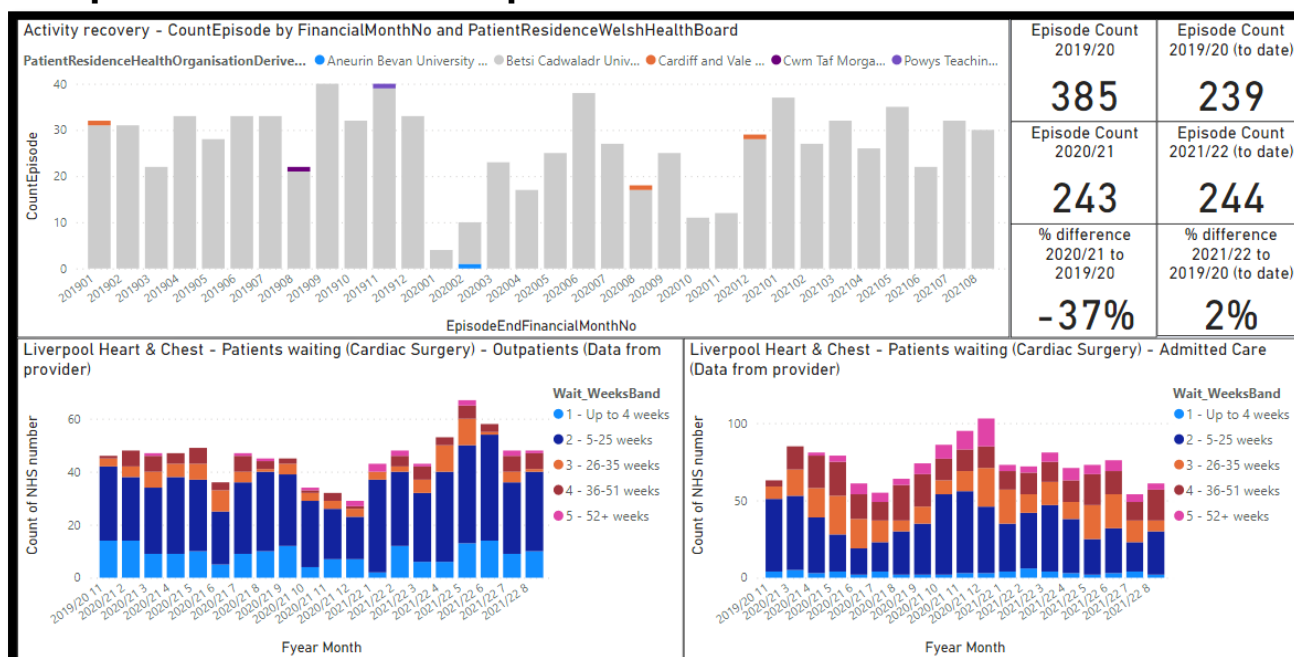 Activity recovery - CountEpisode by FinancialMonthNo and PatientResidenceWelshHealthBoard
PatientResidenceHealthOrganisationDerive... Aneurin Bevan University ... Betsi Cadwaladr Univ... Cardiff and Vale ... Cwm Taf Morga... Powys Teachin...
CountEpisode
40
30
20
10
0
201901 201902 201903 201904 201905 201906 201907 201908 201909 201910 201911 201912 202001 202002 202003 202004 202005 202006 202007 202008 202009 202010 202011 202012 202101 202102 202103 202104 202105 202106 202107 202108
EpisodeEndFinancialMonthNo
Episode Count
2019/20
385
Episode Count
2019/20 (to date)
239
Episode Count
2020/21
243
Episode Count
2021/22 (to date)
244
% difference
2020/21 to
2019/20
-37%
% difference
2021/22 to
2019/20 (to date)
2%
Liverpool Heart & Chest - Patients waiting (Cardiac Surgery) - Outpatients (Data from
provider)
Count of NHS number
60
40
20
0
2019/20 11 2020/21 2 2020/21 3 2020/21 4 2020/21 5 2020/21 6 2020/21 7 2020/21 8 2020/21 9 2020/21 10 2020/21 11 2020/21 12 2021/22 1 2021/22 2 2021/22 3 2021/22 4 2021/22 5 2021/22 6 2021/22 7 2021/22 8
Fyear Month
Wait_WeeksBand
1 - Up to 4 weeks
2 - 5-25 weeks
3 - 26-35 weeks
4 - 36-51 weeks
5 - 52+ weeks
Liverpool Heart & Chest - Patients waiting (Cardiac Surgery) - Admitted Care
(Data from provider)
Count of NHS number
100
50
0
2019/20 11 2020/21 3 2020/21 4 2020/21 5 2020/21 6 2020/21 7 2020/21 8 2020/21 9 2020/21 10 2020/21 11 2020/21 12 2021/22 1 2021/22 2 2021/22 3 2021/22 4 2021/22 5 2021/22 6 2021/22 7 2021/22 8
Fyear Month
Wait_WeeksBand
1 - Up to 4 weeks
2 - 5-25 weeks
3 - 26-35 weeks
4 - 36-51 weeks
5 - 52+ weeks